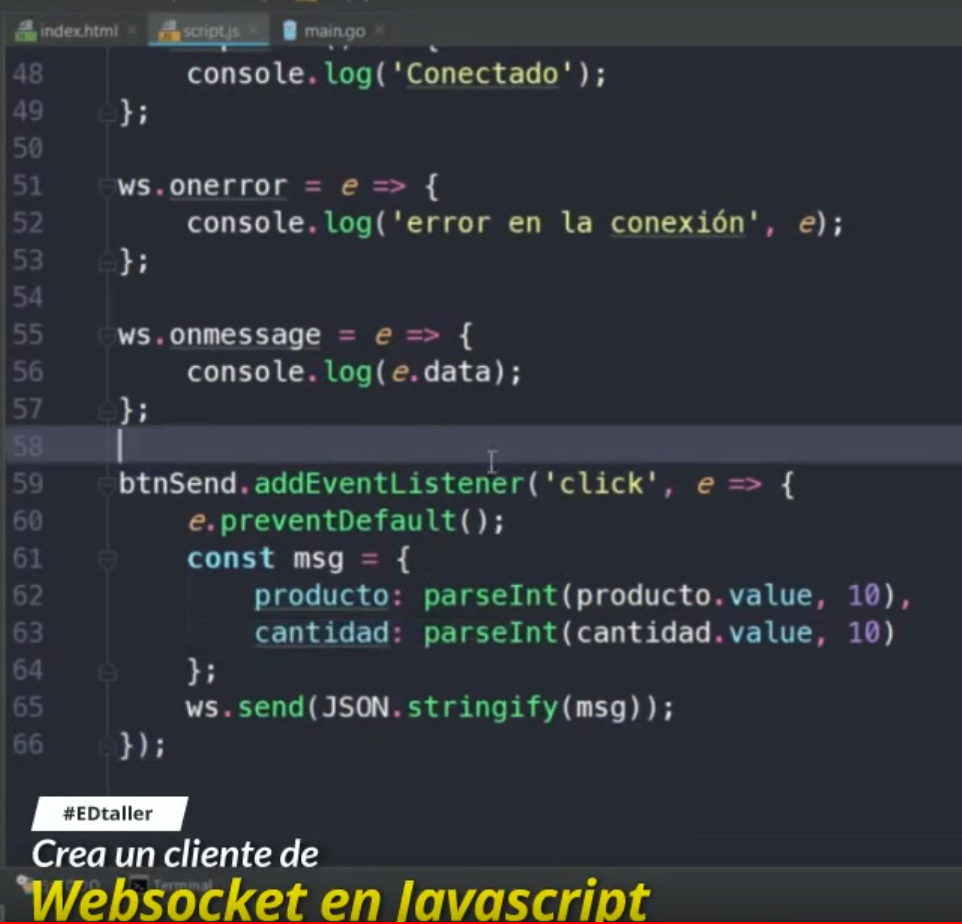 index.html script.js main.go
48 console.log('Conectado');
49 };
50
51 ws.onerror = e => {
52 console.log('error en la conexión', e);
53 };
54
55 ws.onmessage = e => {
56 console.log(e.data);
57 };
58
59 btnSend.addEventListener('click', e => {
60 e.preventDefault();
61 const msg = {
62 producto: parseInt(producto.value, 10),
63 cantidad: parseInt(cantidad.value, 10)
64 };
65 ws.send(JSON.stringify(msg));
66 });
#EDtaller
Crea un cliente de
Terminal
Websocket en Javascript